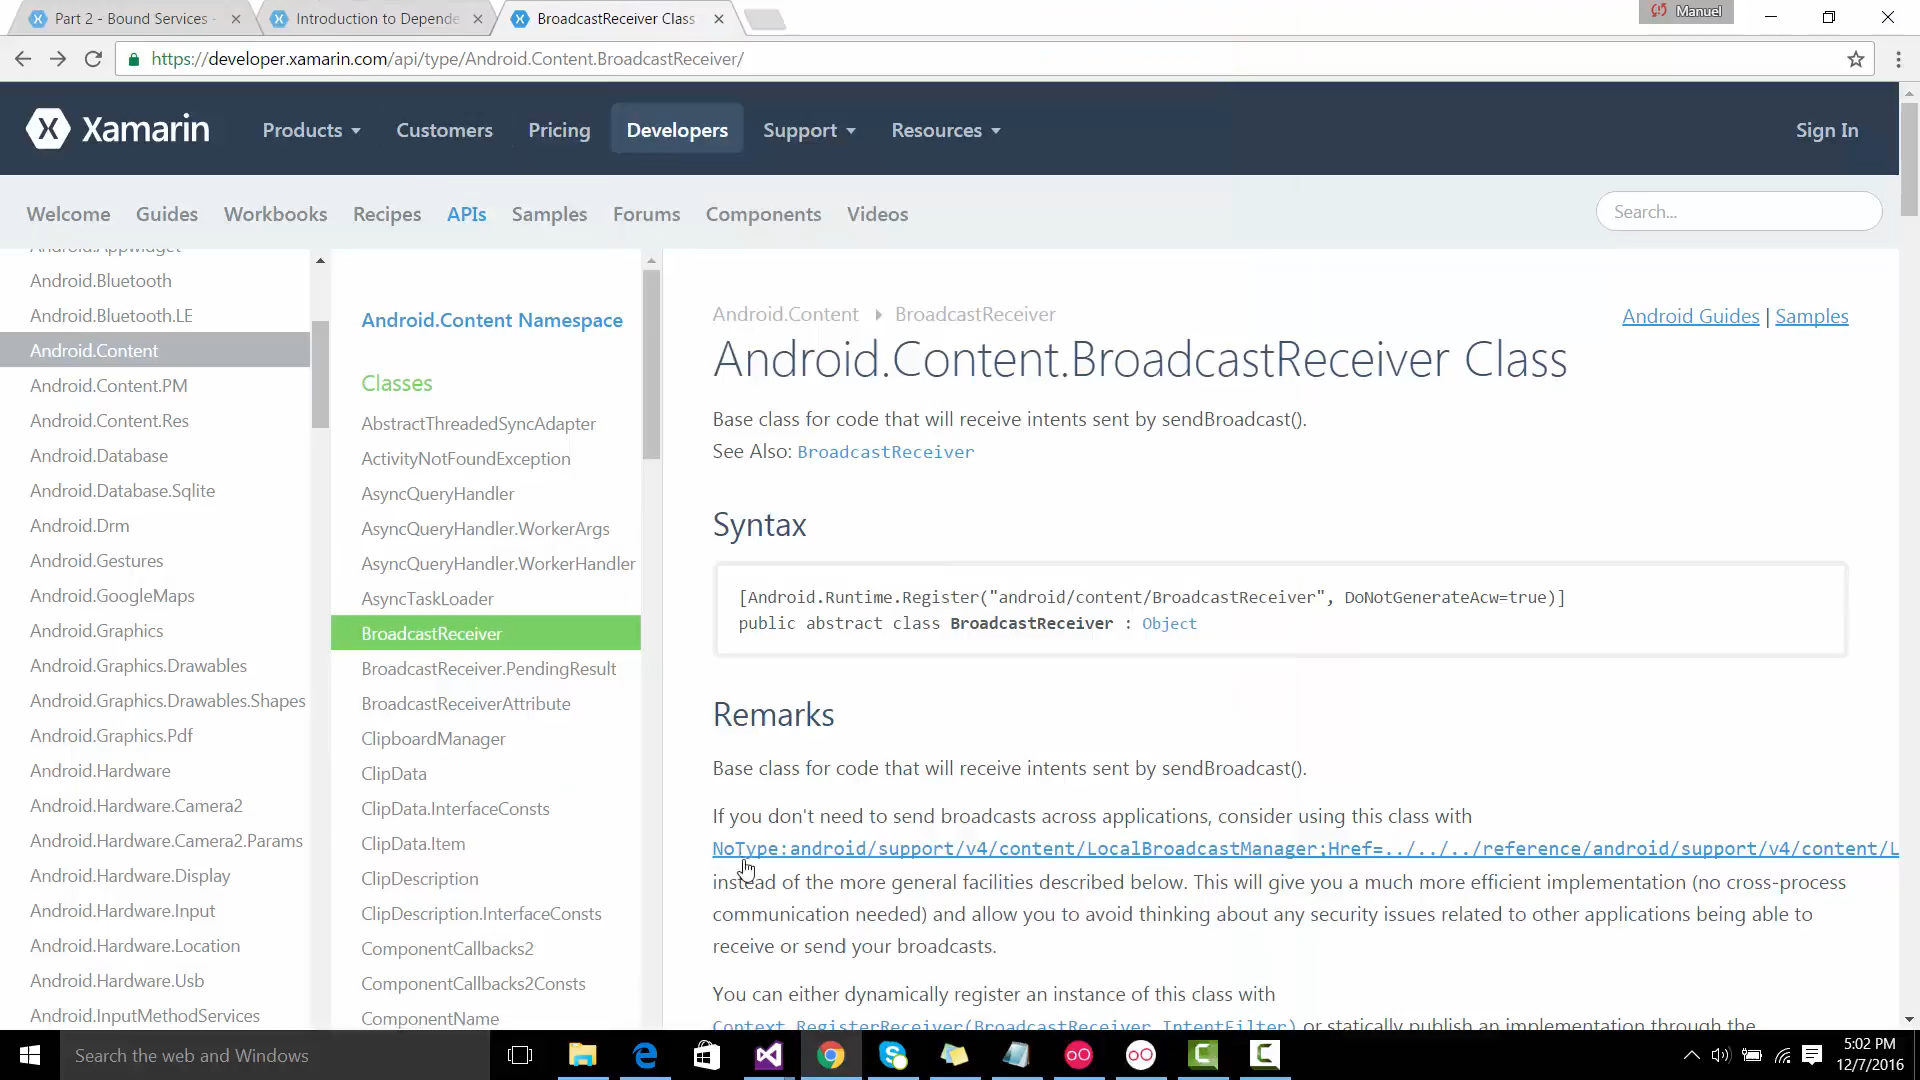 Part 2 - Bound Services -
Introduction to Depende
BroadcastReceiver Class
Manuel
https://developer.xamarin.com/api/type/Android.Content.BroadcastReceiver/
Xamarin
Products
Customers
Pricing
Developers
Support
Resources
Sign In
Welcome
Guides
Workbooks
Recipes
APIs
Samples
Forums
Components
Videos
Search...
Android.AppWidget
Android.Bluetooth
Android.Bluetooth.LE
Android.Content
Android.Content.PM
Android.Content.Res
Android.Database
Android.Database.Sqlite
Android.Drm
Android.Gestures
Android.GoogleMaps
Android.Graphics
Android.Graphics.Drawables
Android.Graphics.Drawables.Shapes
Android.Graphics.Pdf
Android.Hardware
Android.Hardware.Camera2
Android.Hardware.Camera2.Params
Android.Hardware.Display
Android.Hardware.Input
Android.Hardware.Location
Android.Hardware.Usb
Android.InputMethodServices
Android.Content Namespace
Classes
AbstractThreadedSyncAdapter
ActivityNotFoundException
AsyncQueryHandler
AsyncQueryHandler.WorkerArgs
AsyncQueryHandler.WorkerHandler
AsyncTaskLoader
BroadcastReceiver
BroadcastReceiver.PendingResult
BroadcastReceiverAttribute
ClipboardManager
ClipData
ClipData.InterfaceConsts
ClipData.Item
ClipDescription
ClipDescription.InterfaceConsts
ComponentCallbacks2
ComponentCallbacks2Consts
ComponentName
Android.Content BroadcastReceiver
Android Guides | Samples
Android.Content.BroadcastReceiver Class
Base class for code that will receive intents sent by sendBroadcast().
See Also: BroadcastReceiver
Syntax
[Android.Runtime.Register("android/content/BroadcastReceiver", DoNotGenerateAcw=true)]
public abstract class BroadcastReceiver : Object
Remarks
Base class for code that will receive intents sent by sendBroadcast().
If you don't need to send broadcasts across applications, consider using this class with
NoType:android/support/v4/content/LocalBroadcastManager;Href=../../../reference/android/support/v4/content/L
instead of the more general facilities described below. This will give you a much more efficient implementation (no cross-process
communication needed) and allow you to avoid thinking about any security issues related to other applications being able to
receive or send your broadcasts.
You can either dynamically register an instance of this class with
Context.RegisterReceiver(BroadcastReceiver,IntentFilter) or statically publish an implementation through the
Search the web and Windows
5:02 PM
12/7/2016